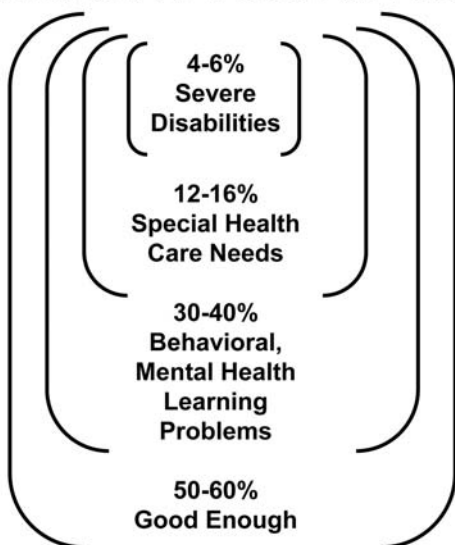 4-6%
Severe
Disabilities
12-16%
Special Health
Care Needs
30-40%
Behavioral,
Mental Health
Learning
Problems
50-60%
Good Enough